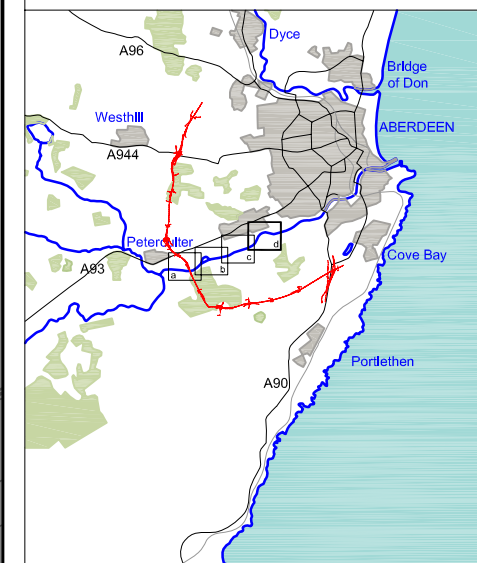 Dyce
A96
Bridge
of Don
Westhill
ABERDEEN
A944
Peterculter
d
c
b
a
A93
Cove Bay
Portlethen
A90